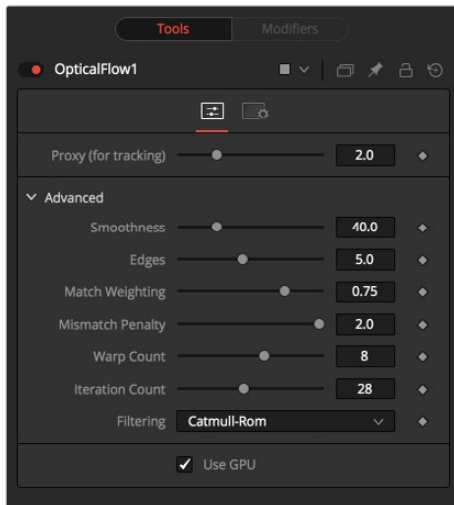 Tools Modifiers
OpticalFlow1
Proxy (for tracking) 2.0
Advanced
Smoothness 40.0
Edges 5.0
Match Weighting 0.75
Mismatch Penalty 2.0
Warp Count 8
Iteration Count 28
Filtering Catmull-Rom
Use GPU